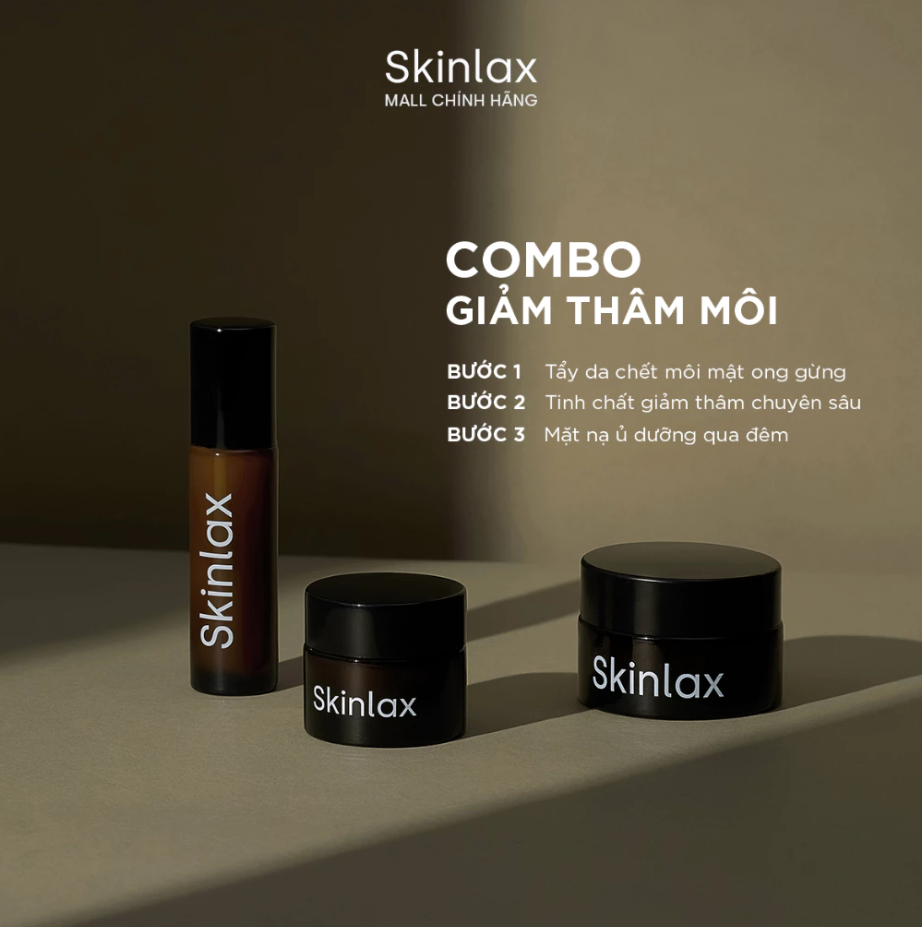 Skinlax
MALL CHÍNH HÃNG
COMBO
GIẢM THÂM MÔI
BƯỚC 1 Tẩy da chết môi mật ong gừng
BƯỚC 2 Tinh chất giảm thâm chuyên sâu
BƯỚC 3 Mặt nạ ủ dưỡng qua đêm
Skinlax
Skinlax
Skinlax